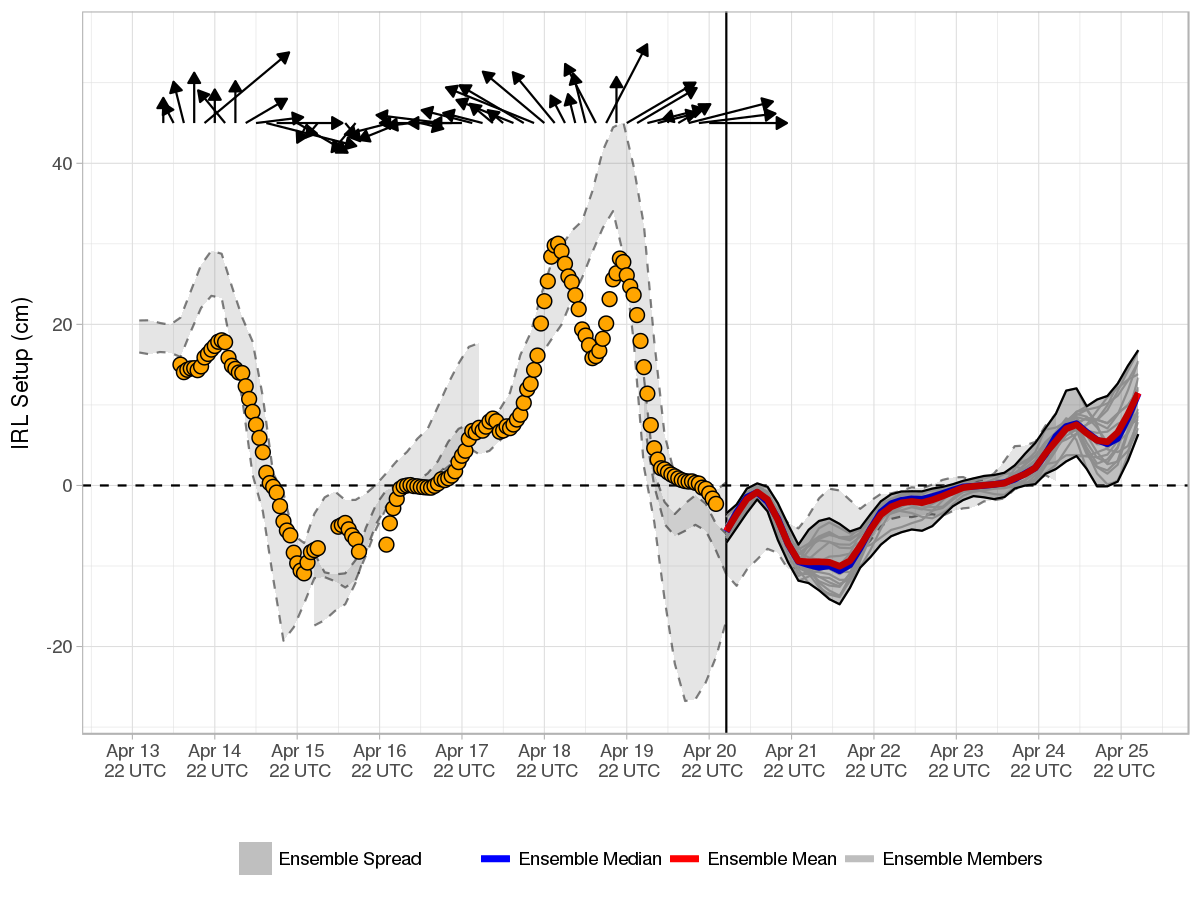 IRL Setup (cm)
40
20
0
-20
Apr 13 Apr 14 Apr 15 Apr 16 Apr 17 Apr 18 Apr 19 Apr 20 Apr 21 Apr 22 Apr 23 Apr 24 Apr 25
22 UTC 22 UTC 22 UTC 22 UTC 22 UTC 22 UTC 22 UTC 22 UTC 22 UTC 22 UTC 22 UTC 22 UTC 22 UTC
Ensemble Spread Ensemble Median Ensemble Mean Ensemble Members